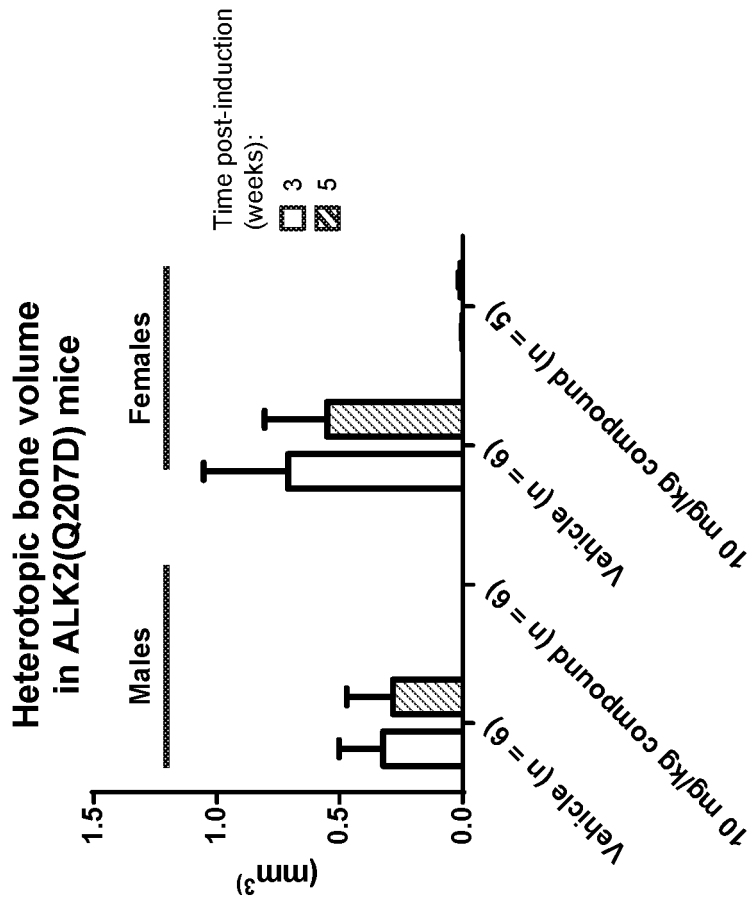 Heterotopic bone volume
in ALK2(Q207D) mice
Males
Females
Time post-induction
(weeks):
3
5
(mm3)
1.5
1.0
0.5
0.0
Vehicle (n = 6)
10 mg/kg compound (n = 6)
Vehicle (n = 6)
10 mg/kg compound (n = 5)